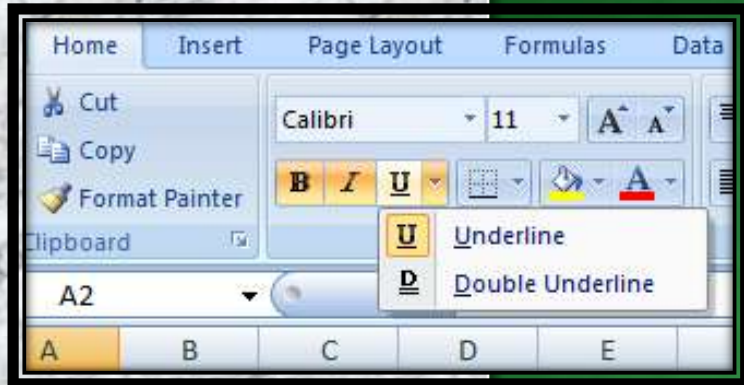 Home Insert Page Layout Formulas Data
Cut
Copy
Format Painter
Clipboard
Calibri 11 A A
B I U A
U Underline
D Double Underline
A2
A B C D E